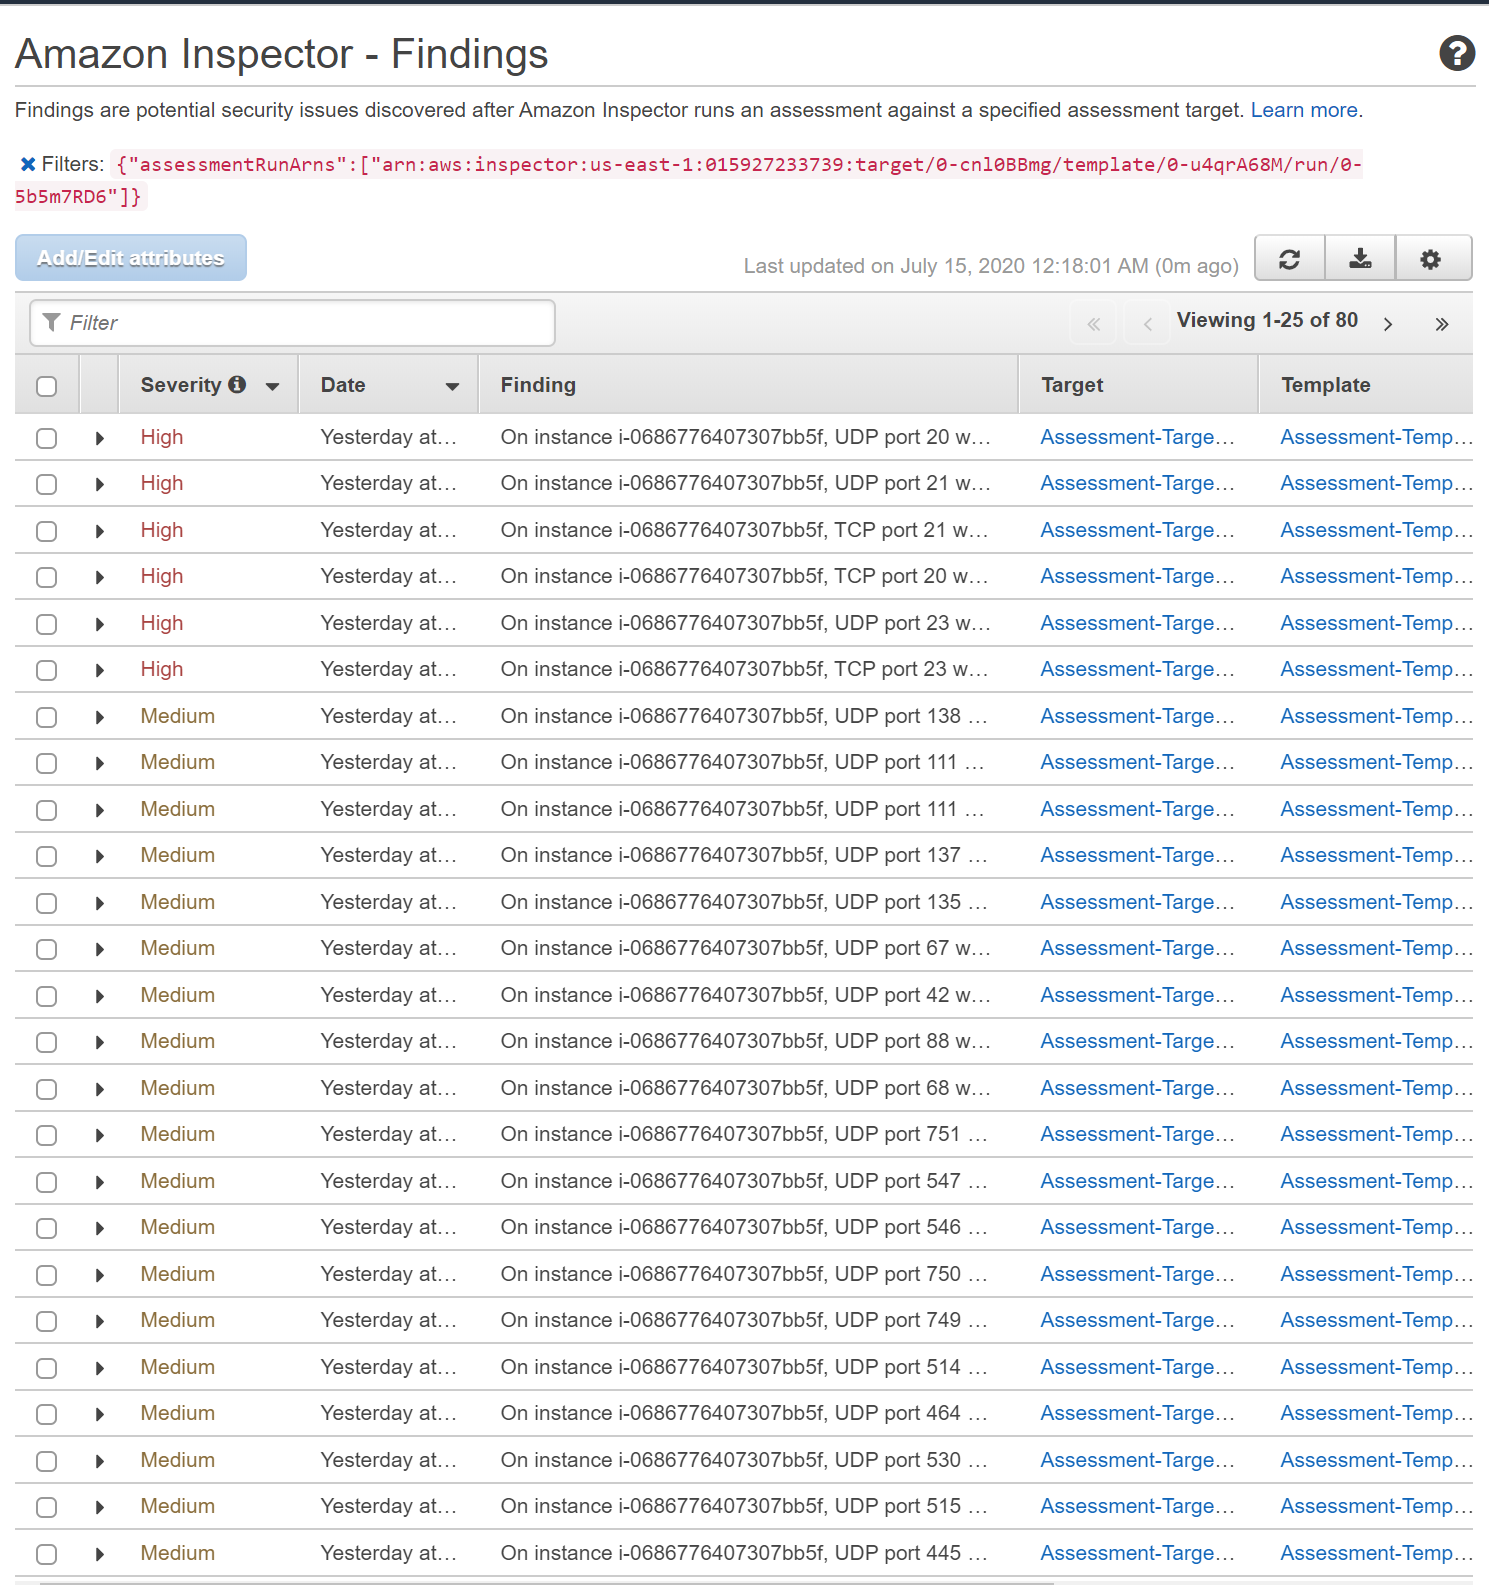 Amazon Inspector - Findings
Findings are potential security issues discovered after Amazon Inspector runs an assessment against a specified assessment target. Learn more.
Filters: {"assessmentRunArns":["arn:aws:inspector:us-east-1:015927233739:target/0-cnl0BBmg/template/0-u4qrA68M/run/0-
5b5m7RD6"]}
Add/Edit attributes
Last updated on July 15, 2020 12:18:01 AM (0m ago)
Filter
Viewing 1-25 of 80
Severity Date Finding Target Template
High Yesterday at… On instance i-0686776407307bb5f, UDP port 20 w… Assessment-Targe… Assessment-Temp…
High Yesterday at… On instance i-0686776407307bb5f, UDP port 21 w… Assessment-Targe… Assessment-Temp…
High Yesterday at… On instance i-0686776407307bb5f, TCP port 21 w… Assessment-Targe… Assessment-Temp…
High Yesterday at… On instance i-0686776407307bb5f, TCP port 20 w… Assessment-Targe… Assessment-Temp…
High Yesterday at… On instance i-0686776407307bb5f, UDP port 23 w… Assessment-Targe… Assessment-Temp…
High Yesterday at… On instance i-0686776407307bb5f, TCP port 23 w… Assessment-Targe… Assessment-Temp…
Medium Yesterday at… On instance i-0686776407307bb5f, UDP port 138 … Assessment-Targe… Assessment-Temp…
Medium Yesterday at… On instance i-0686776407307bb5f, UDP port 111 … Assessment-Targe… Assessment-Temp…
Medium Yesterday at… On instance i-0686776407307bb5f, UDP port 111 … Assessment-Targe… Assessment-Temp…
Medium Yesterday at… On instance i-0686776407307bb5f, UDP port 137 … Assessment-Targe… Assessment-Temp…
Medium Yesterday at… On instance i-0686776407307bb5f, UDP port 135 … Assessment-Targe… Assessment-Temp…
Medium Yesterday at… On instance i-0686776407307bb5f, UDP port 67 w… Assessment-Targe… Assessment-Temp…
Medium Yesterday at… On instance i-0686776407307bb5f, UDP port 42 w… Assessment-Targe… Assessment-Temp…
Medium Yesterday at… On instance i-0686776407307bb5f, UDP port 88 w… Assessment-Targe… Assessment-Temp…
Medium Yesterday at… On instance i-0686776407307bb5f, UDP port 68 w… Assessment-Targe… Assessment-Temp…
Medium Yesterday at… On instance i-0686776407307bb5f, UDP port 751 … Assessment-Targe… Assessment-Temp…
Medium Yesterday at… On instance i-0686776407307bb5f, UDP port 547 … Assessment-Targe… Assessment-Temp…
Medium Yesterday at… On instance i-0686776407307bb5f, UDP port 546 … Assessment-Targe… Assessment-Temp…
Medium Yesterday at… On instance i-0686776407307bb5f, UDP port 750 … Assessment-Targe… Assessment-Temp…
Medium Yesterday at… On instance i-0686776407307bb5f, UDP port 749 … Assessment-Targe… Assessment-Temp…
Medium Yesterday at… On instance i-0686776407307bb5f, UDP port 514 … Assessment-Targe… Assessment-Temp…
Medium Yesterday at… On instance i-0686776407307bb5f, UDP port 464 … Assessment-Targe… Assessment-Temp…
Medium Yesterday at… On instance i-0686776407307bb5f, UDP port 530 … Assessment-Targe… Assessment-Temp…
Medium Yesterday at… On instance i-0686776407307bb5f, UDP port 515 … Assessment-Targe… Assessment-Temp…
Medium Yesterday at… On instance i-0686776407307bb5f, UDP port 445 … Assessment-Targe… Assessment-Temp…